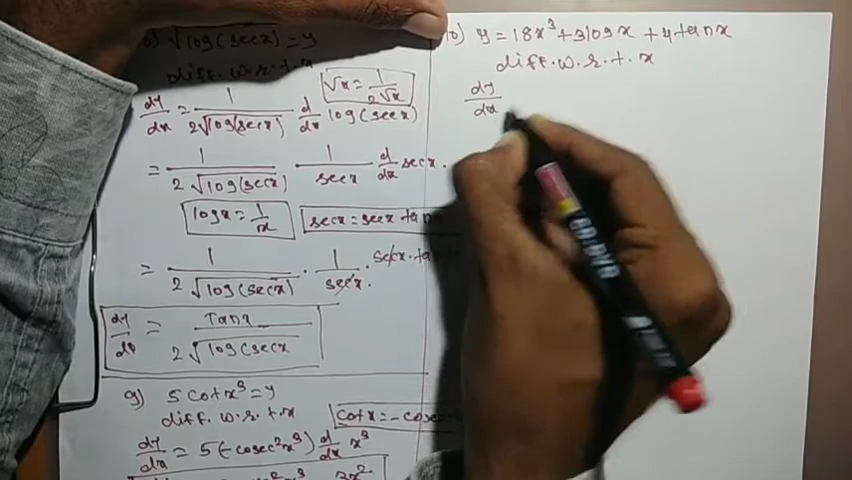 √log(secx) = y
diff. w. r. t. x
√x = 1/2√x
dy/dx = 1/2√log(secx) d/dx log(secx)
= 1/2√log(secx) 1/secx d/dx secx.
logx = 1/x
secx = secx tan
= 1/2√log(secx) . 1/secx . secx.tan
dy/dx = Tanx/2√log(secx)
9) 5cotx³ = y
diff. w. r. t. x
cotx = -cosec
dy/dx = 5(-cosec²x³) d/dx x³
10) y = 18x³ + 3logx + 4tanx
diff. w. r. t. x
dy/dx